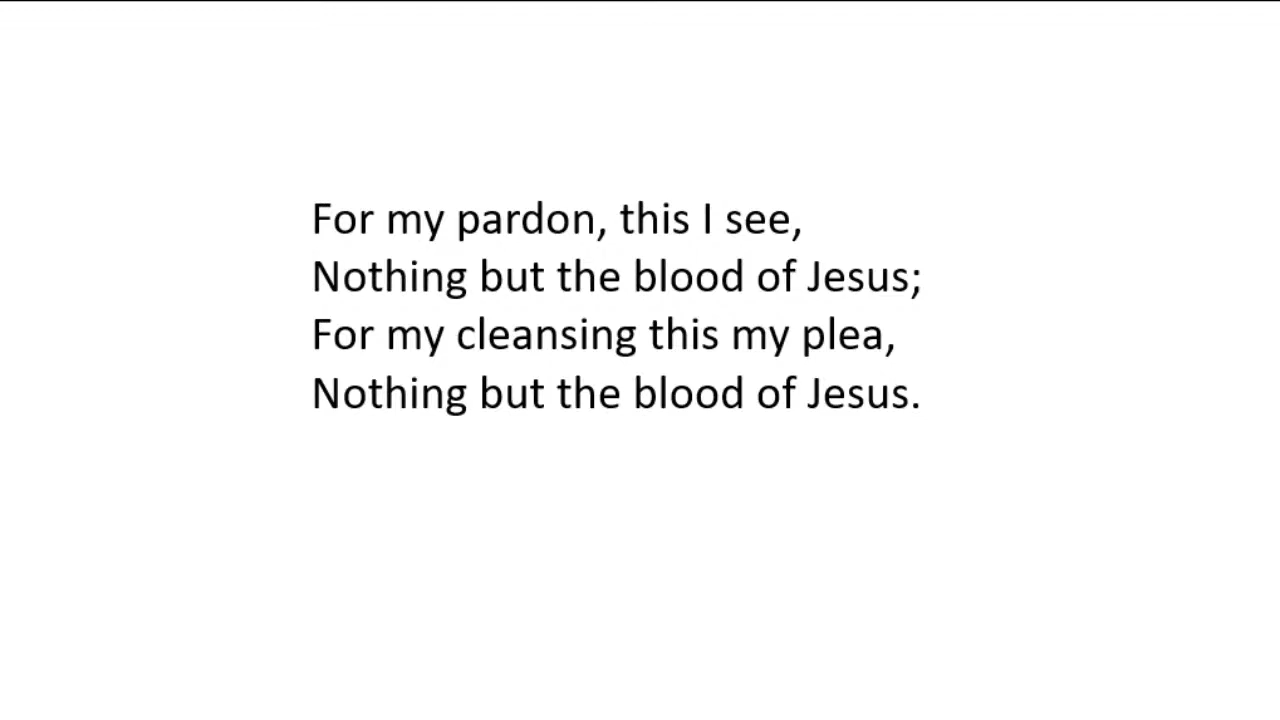 For my pardon, this I see,
Nothing but the blood of Jesus;
For my cleansing this my plea,
Nothing but the blood of Jesus.